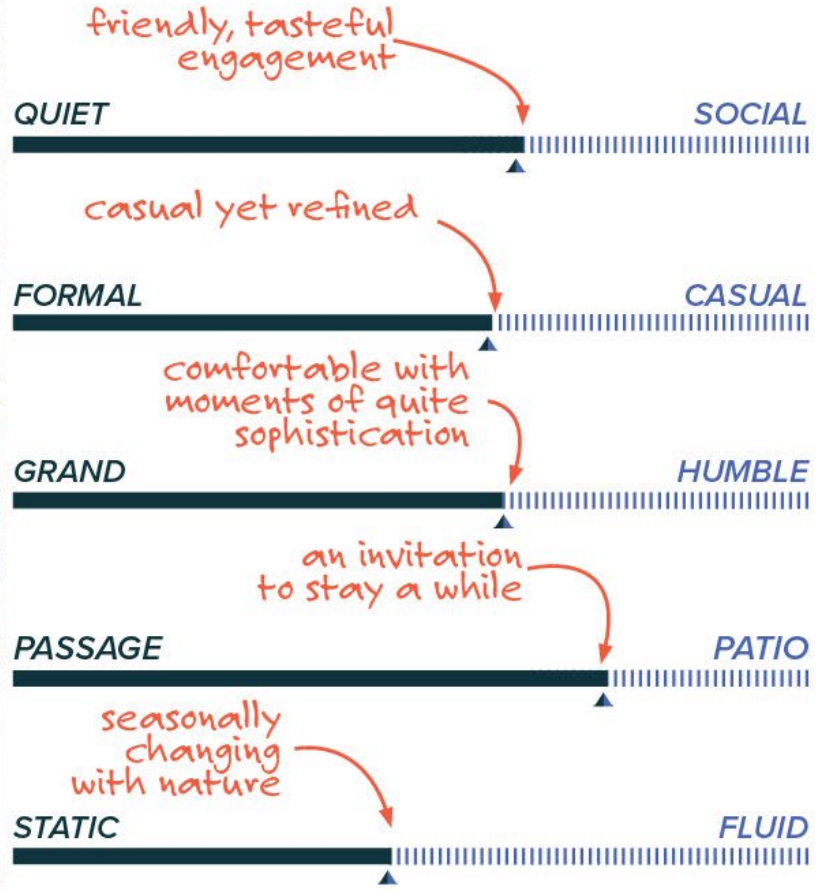 friendly, tasteful
engagement
QUIET
SOCIAL
casual yet refined
FORMAL
CASUAL
comfortable with
moments of quite
sophistication
GRAND
HUMBLE
an invitation
to stay a while
PASSAGE
PATIO
seasonally
changing
with nature
STATIC
FLUID